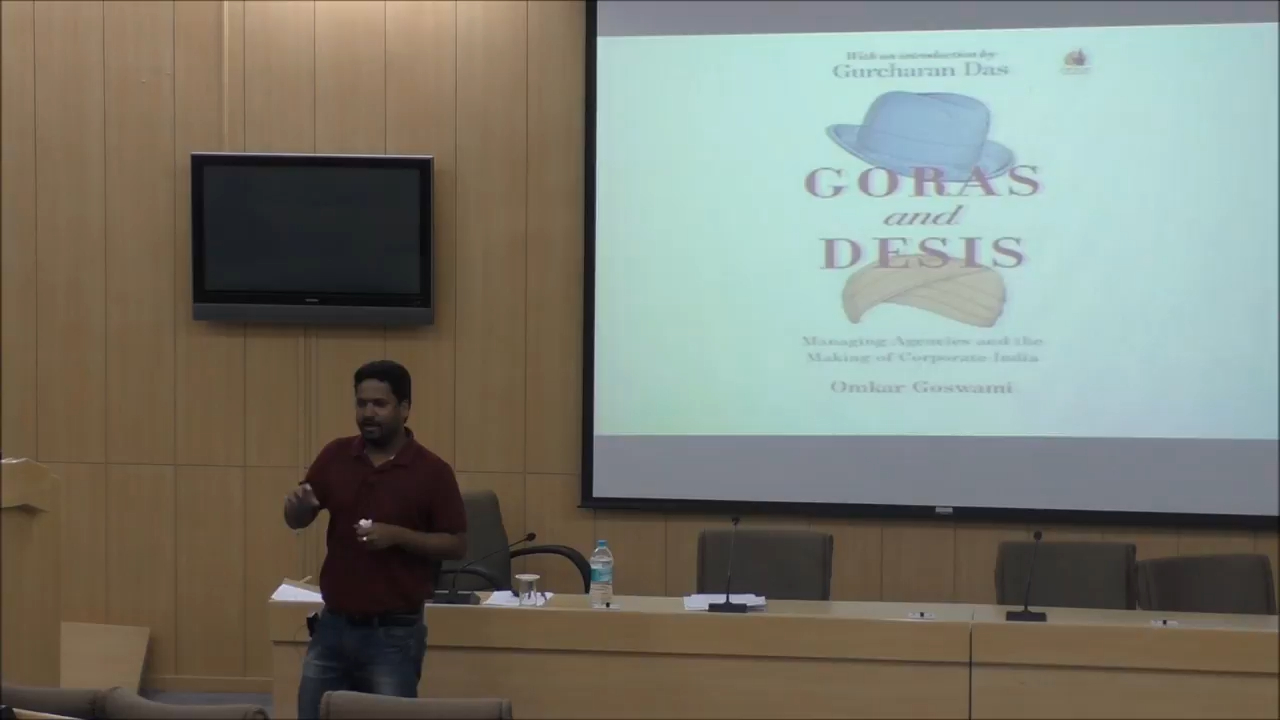 With an introduction by
Gurcharan Das
GORAS
and
DESIS
Managing Agencies and the
Making of Corporate India
Omkar Goswami